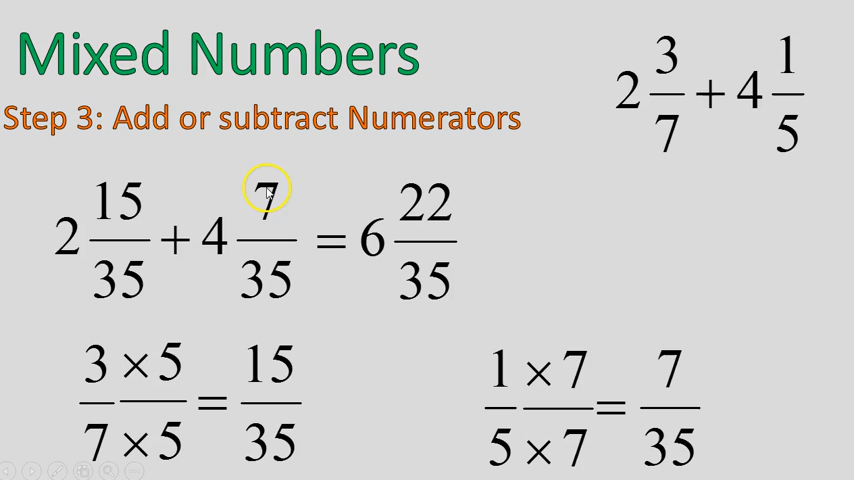 Mixed Numbers
Step 3: Add or subtract Numerators
2 3/7 + 4 1/5
2 15/35 + 4 7/35 = 6 22/35
3/7 × 5/× 5 = 15/35
1/5 × 7/× 7 = 7/35